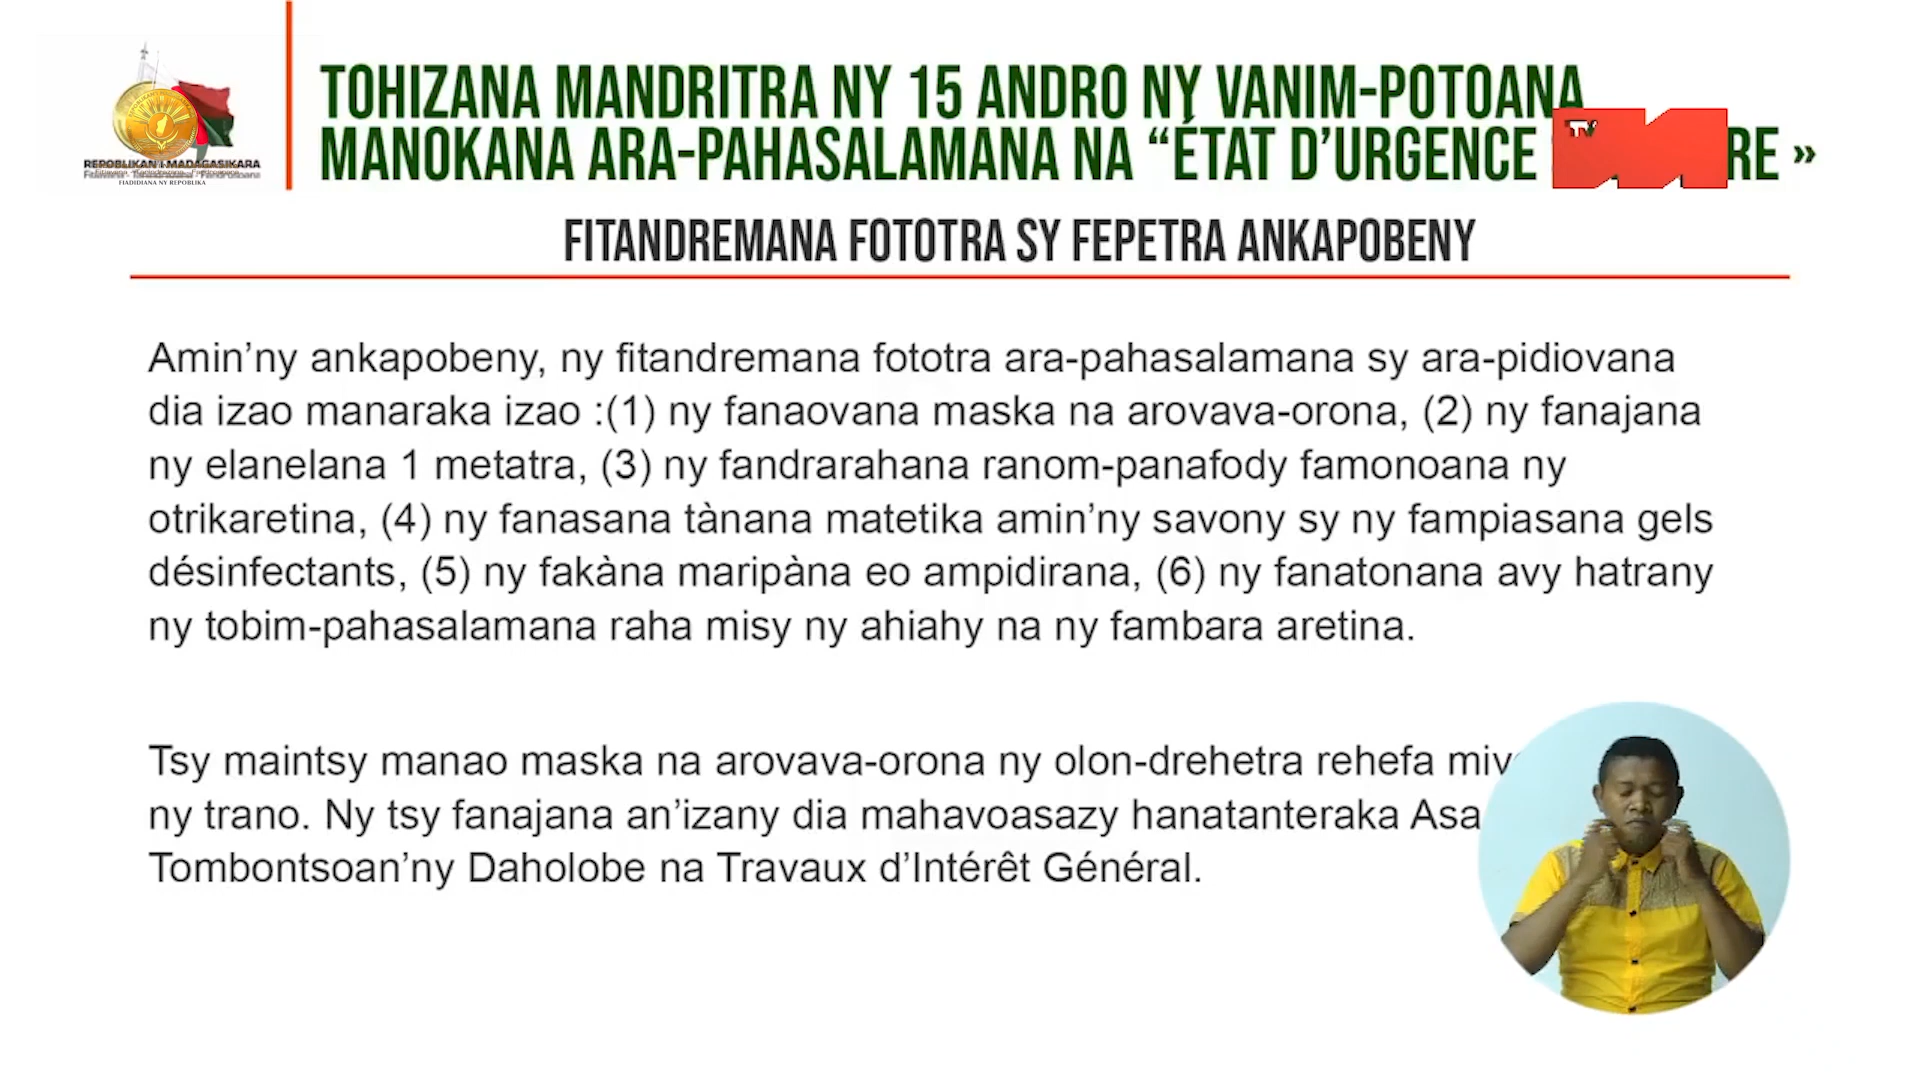 TOHIZANA MANDRITRA NY 15 ANDRO NY VANIM-POTOANA
MANOKANA ARA-PAHASALAMANA NA “ÉTAT D’URGENCE RE »
TV
REPOBLIKAN'I MADAGASIKARA
FIADIDIANA NY REPOBLIKA
FITANDREMANA FOTOTRA SY FEPETRA ANKAPOBENY
Amin’ny ankapobeny, ny fitandremana fototra ara-pahasalamana sy ara-pidiovana
dia izao manaraka izao :(1) ny fanaovana maska na arovava-orona, (2) ny fanajana
ny elanelana 1 metatra, (3) ny fandrarahana ranom-panafody famonoana ny
otrikaretina, (4) ny fanasana tànana matetika amin’ny savony sy ny fampiasana gels
désinfectants, (5) ny fakàna maripàna eo ampidirana, (6) ny fanatonana avy hatrany
ny tobim-pahasalamana raha misy ny ahiahy na ny fambara aretina.
Tsy maintsy manao maska na arovava-orona ny olon-drehetra rehefa miv
ny trano. Ny tsy fanajana an’izany dia mahavoasazy hanatanteraka Asa
Tombontsoan’ny Daholobe na Travaux d’Intérêt Général.